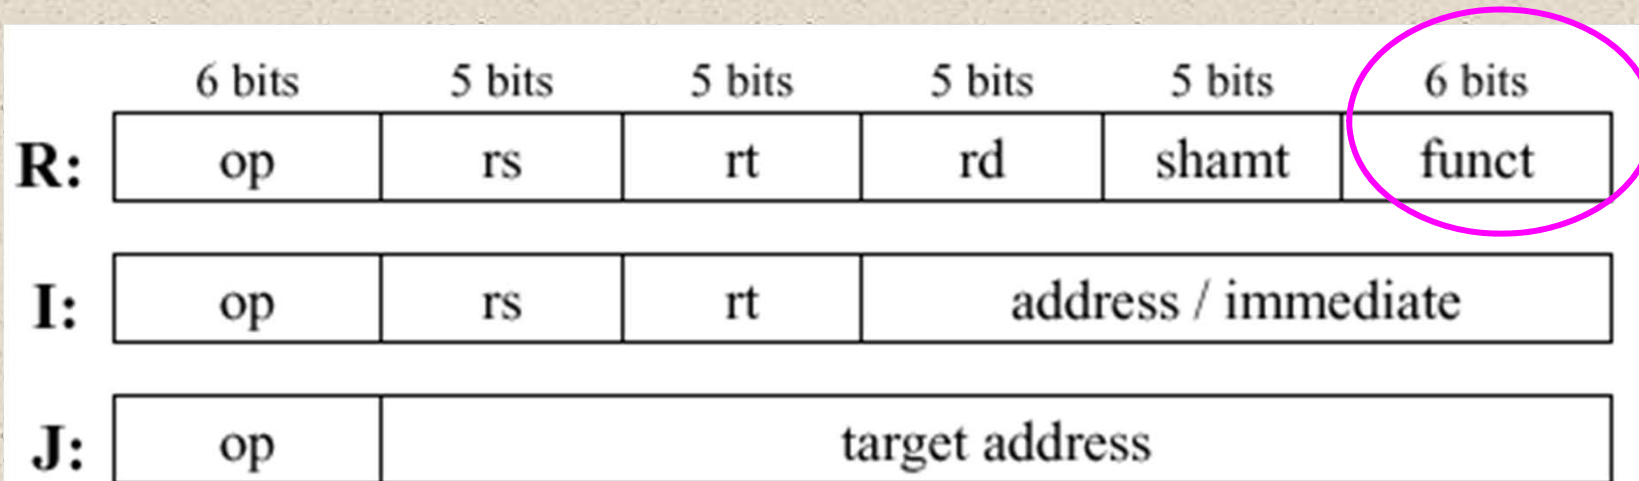 6 bits 5 bits 5 bits 5 bits 5 bits 6 bits
R: op rs rt rd shamt funct
I: op rs rt address / immediate
J: op target address